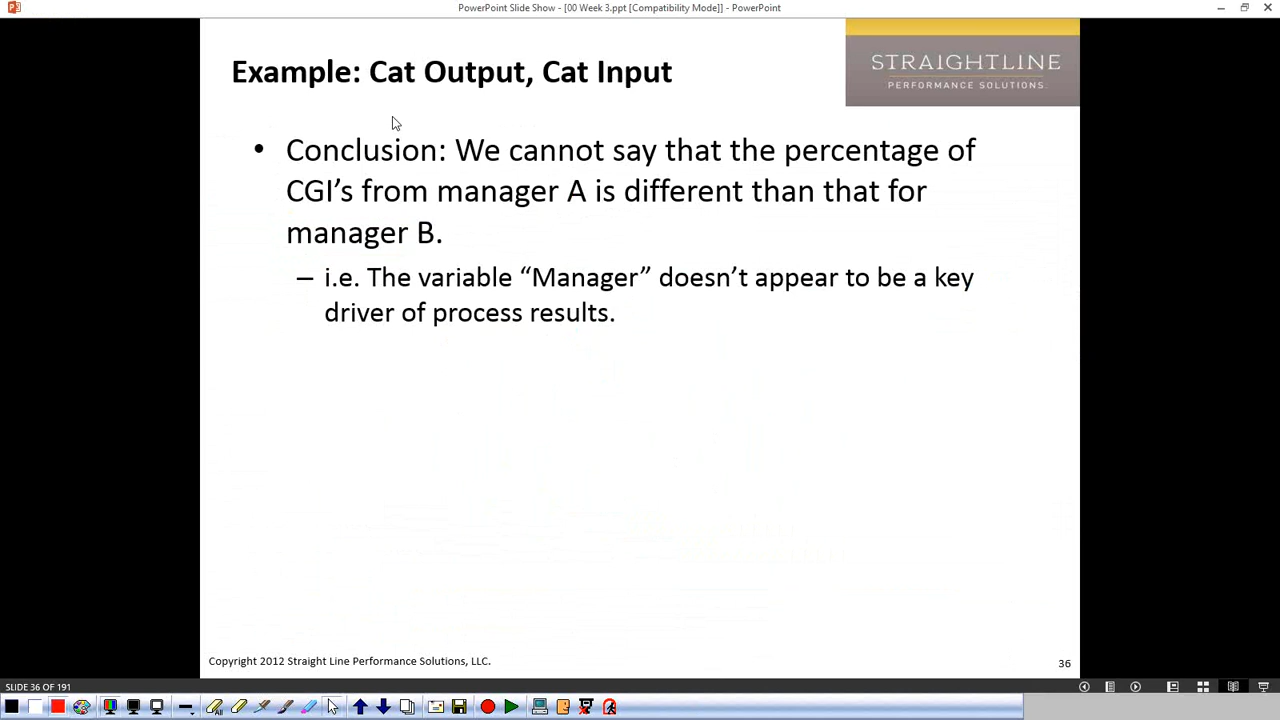 PowerPoint Slide Show - [00 Week 3.ppt [Compatibility Mode]] - PowerPoint
STRAIGHTLINE
PERFORMANCE SOLUTIONS.
Example: Cat Output, Cat Input
• Conclusion: We cannot say that the percentage of
CGI’s from manager A is different than that for
manager B.
– i.e. The variable “Manager” doesn’t appear to be a key
driver of process results.
Copyright 2012 Straight Line Performance Solutions, LLC.
36
SLIDE 36 OF 191